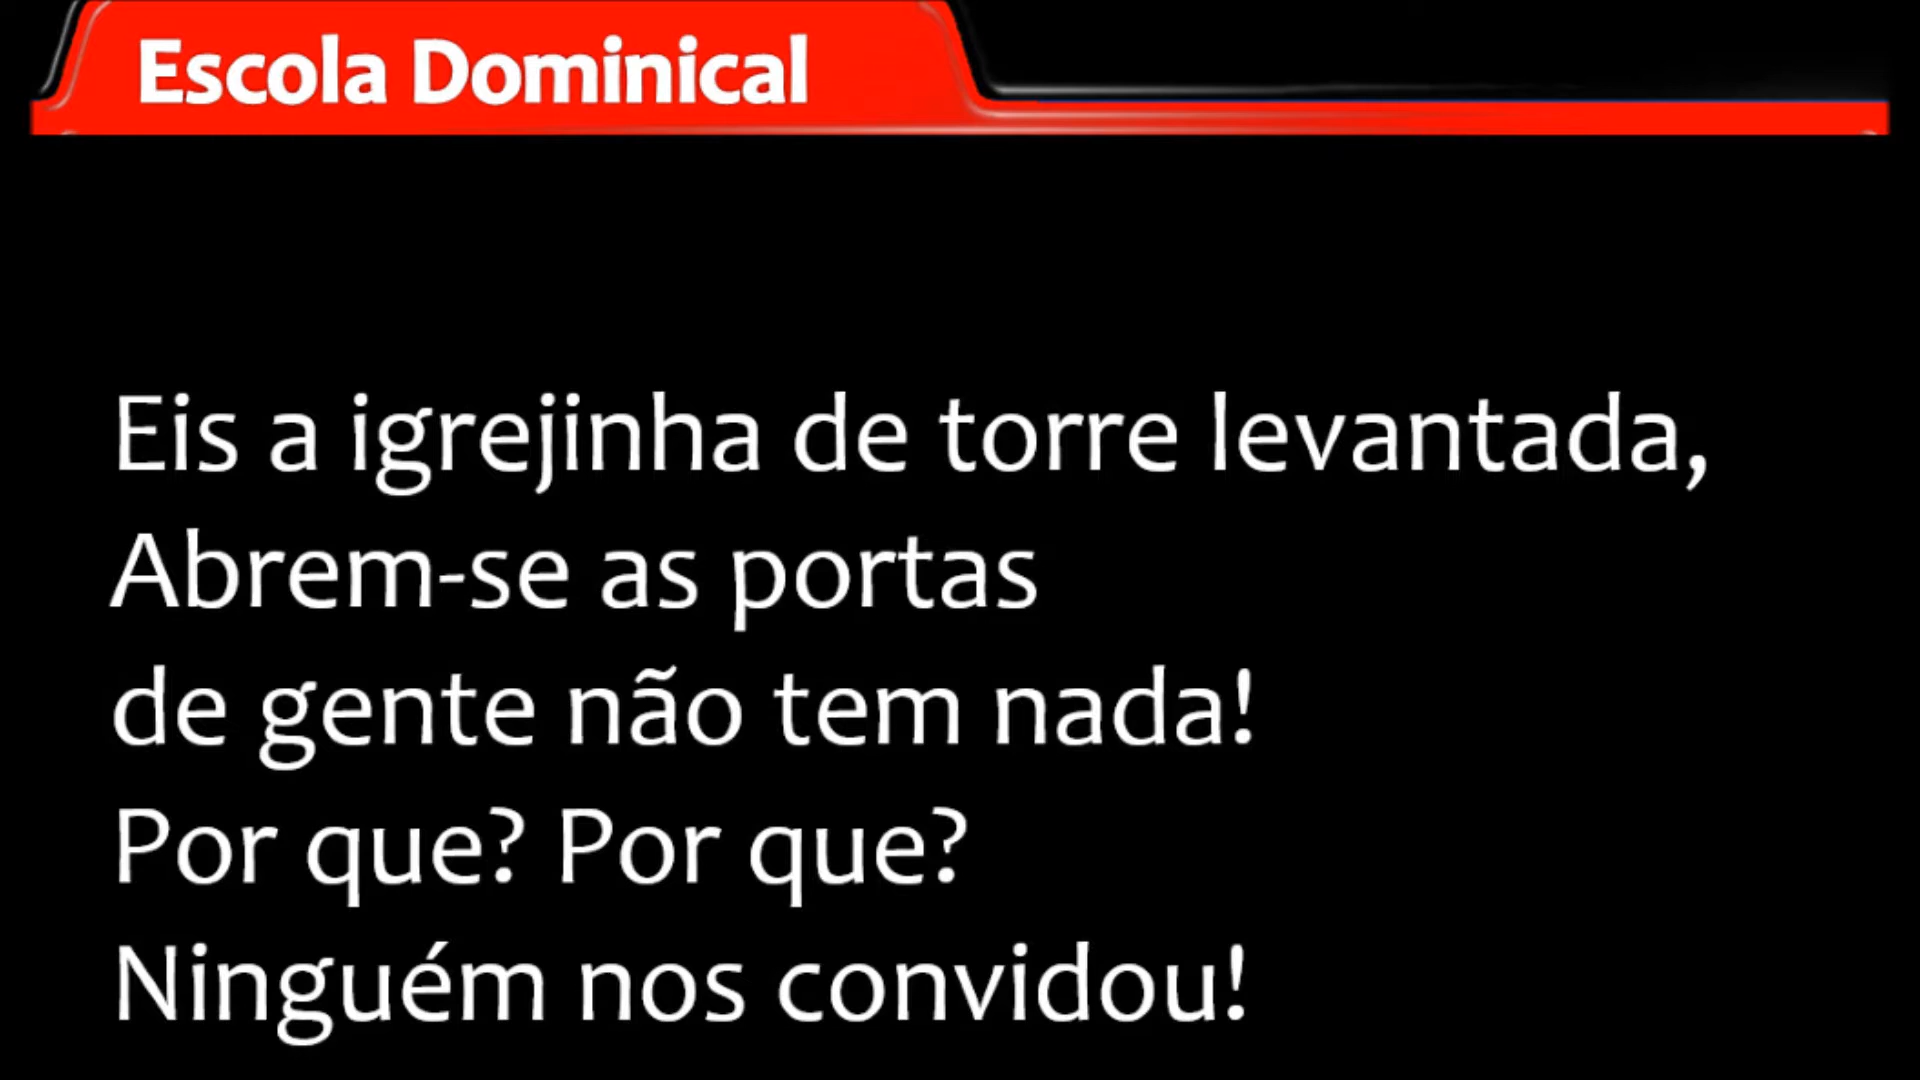 Escola Dominical
Eis a igrejinha de torre levantada,
Abrem-se as portas
de gente não tem nada!
Por que? Por que?
Ninguém nos convidou!